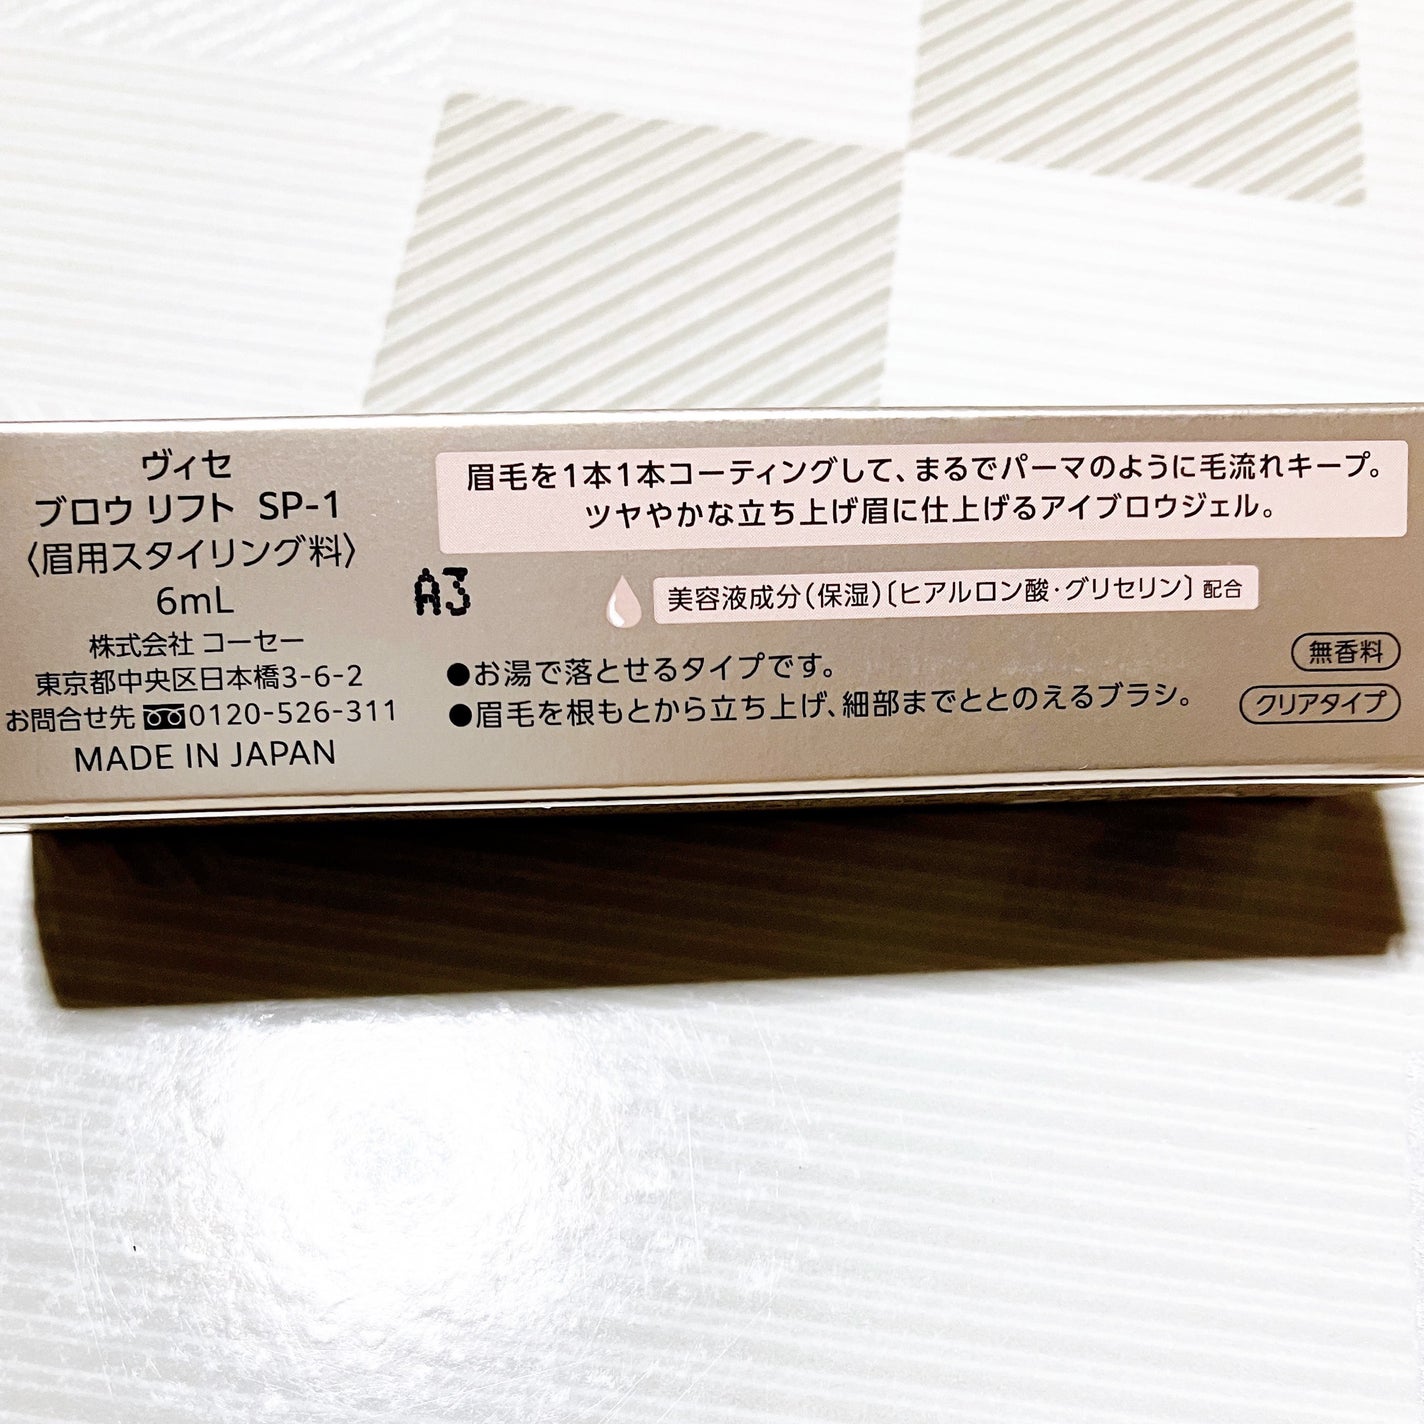 ヴィセ
ブロウ リフト SP-1
〈眉用スタイリング料〉
6mL
株式会社 コーセー
東京都中央区日本橋3-6-2
お問合せ先 0120-526-311
MADE IN JAPAN
A3
眉毛を1本1本コーティングして、まるでパーマのように毛流れキープ。
ツヤやかな立ち上げ眉に仕上げるアイブロウジェル。
美容液成分(保湿)〔ヒアルロン酸・グリセリン〕配合
●お湯で落とせるタイプです。
●眉毛を根もとから立ち上げ、細部までととのえるブラシ。
無香料
クリアタイプ